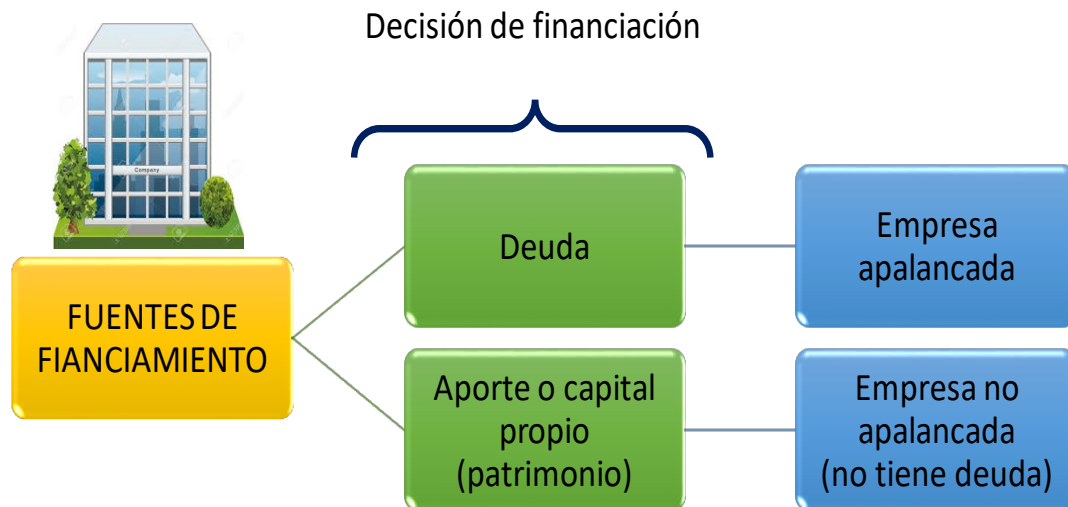 Decisión de financiación
Company
FUENTES DE
FIANCIAMIENTO
Deuda
Empresa
apalancada
Aporte o capital
propio
(patrimonio)
Empresa no
apalancada
(no tiene deuda)